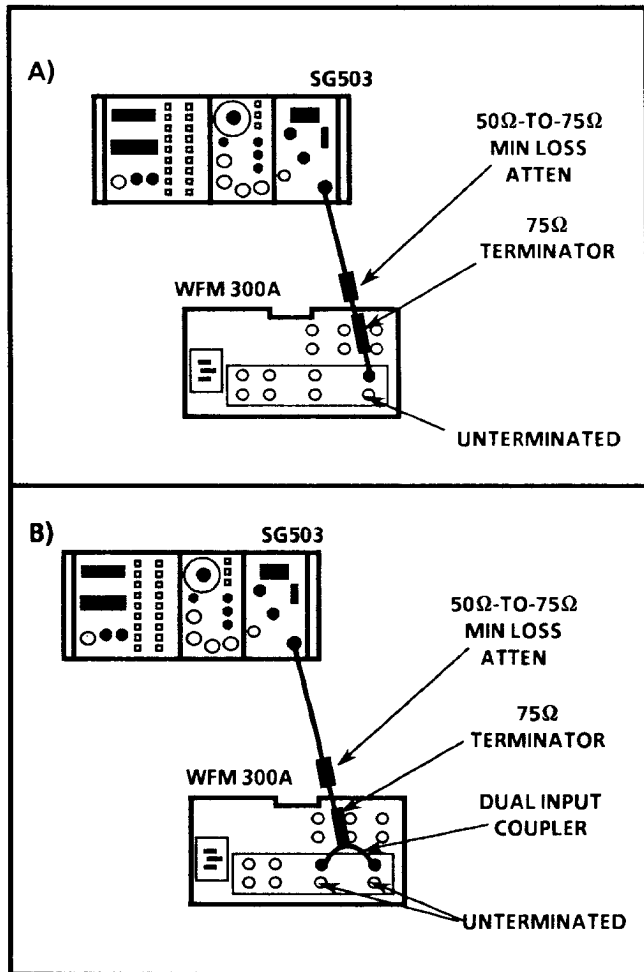 A)
SG503
50Ω-TO-75Ω
MIN LOSS
ATTEN
75Ω
TERMINATOR
WFM 300A
UNTERMINATED
B)
SG503
50Ω-TO-75Ω
MIN LOSS
ATTEN
75Ω
TERMINATOR
WFM 300A
DUAL INPUT
COUPLER
UNTERMINATED